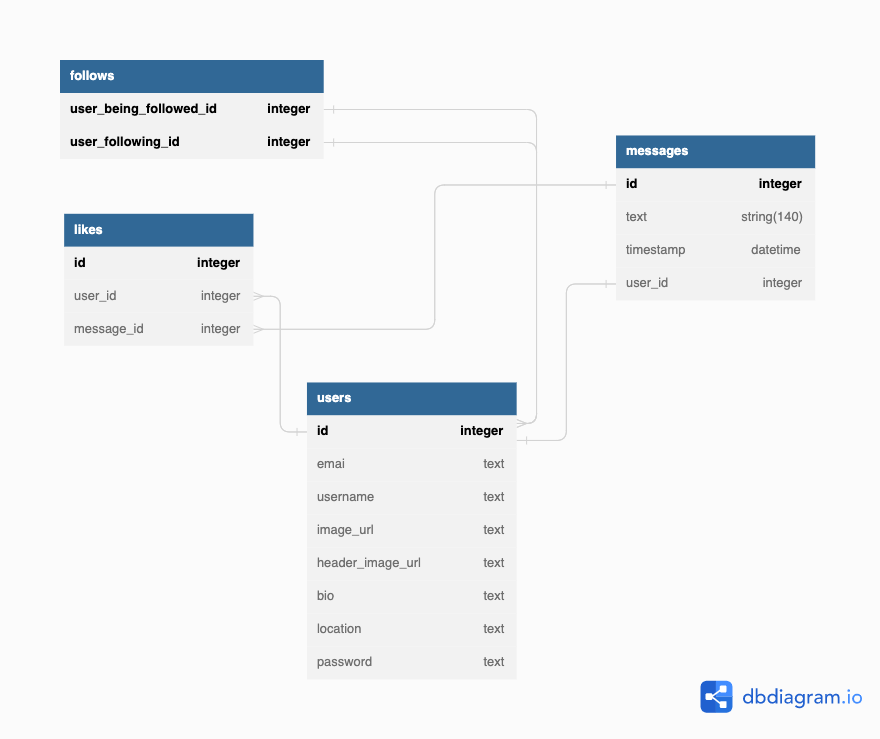 follows
user_being_followed_id integer
user_following_id integer
messages
id integer
text string(140)
timestamp datetime
user_id integer
likes
id integer
user_id integer
message_id integer
users
id integer
emai text
username text
image_url text
header_image_url text
bio text
location text
password text
dbdiagram.io